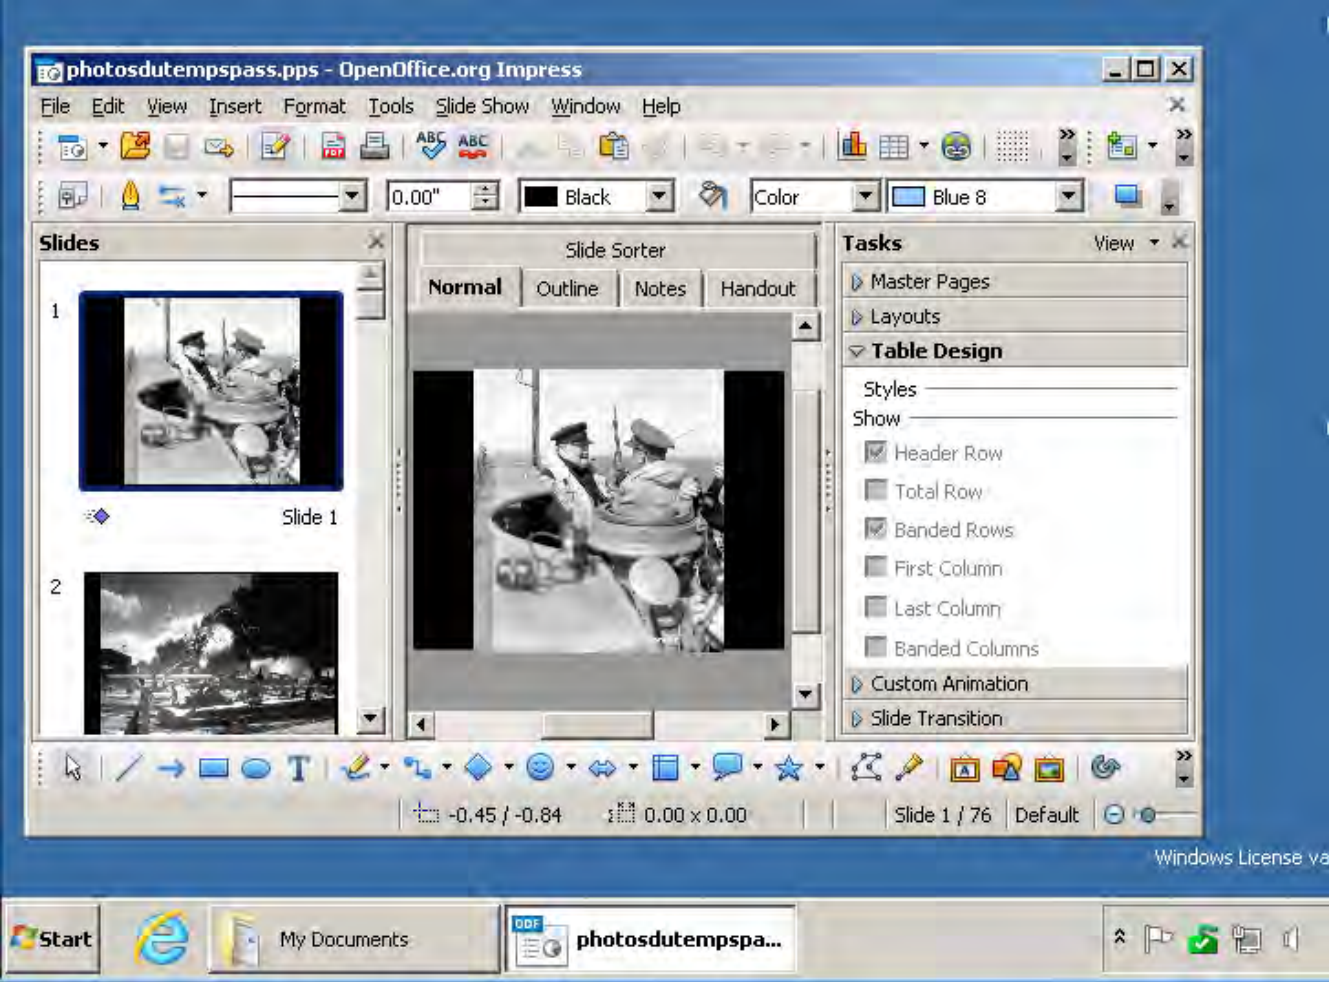 photosdutempspass.pps - OpenOffice.org Impress
File Edit View Insert Format Tools Slide Show Window Help
PDF ABC ABC
0.00" Black Color Blue 8
Slides
1
Slide 1
2
Slide Sorter
Normal Outline Notes Handout
Tasks View
Master Pages
Layouts
Table Design
Styles
Show
Header Row
Total Row
Banded Rows
First Column
Last Column
Banded Columns
Custom Animation
Slide Transition
T A
-0.45 / -0.84 0.00 x 0.00 Slide 1 / 76 Default
Windows License va
Start My Documents ODF photosdutempspa...